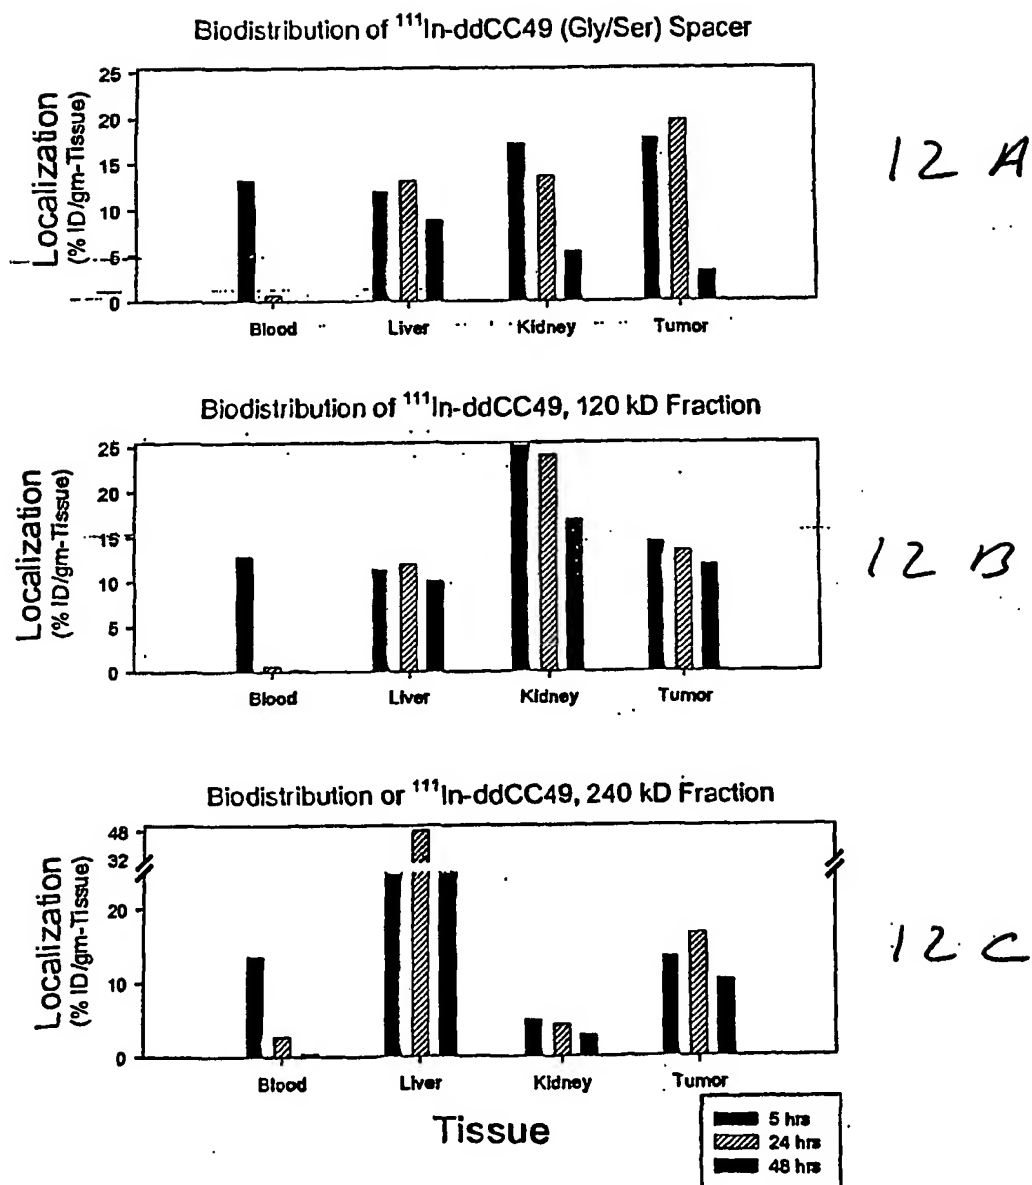 Biodistribution of ¹¹¹In-ddCC49 (Gly/Ser) Spacer
Localization
(% ID/gm-Tissue)
25
20
15
10
5
0
Blood
Liver
Kidney
Tumor
12 A
Biodistribution of ¹¹¹In-ddCC49, 120 kD Fraction
Localization
(% ID/gm-Tissue)
25
20
15
10
5
0
Blood
Liver
Kidney
Tumor
12 B
Biodistribution or ¹¹¹In-ddCC49, 240 kD Fraction
Localization
(% ID/gm-Tissue)
48
32
20
10
0
Blood
Liver
Kidney
Tumor
12 C
Tissue
5 hrs
24 hrs
48 hrs